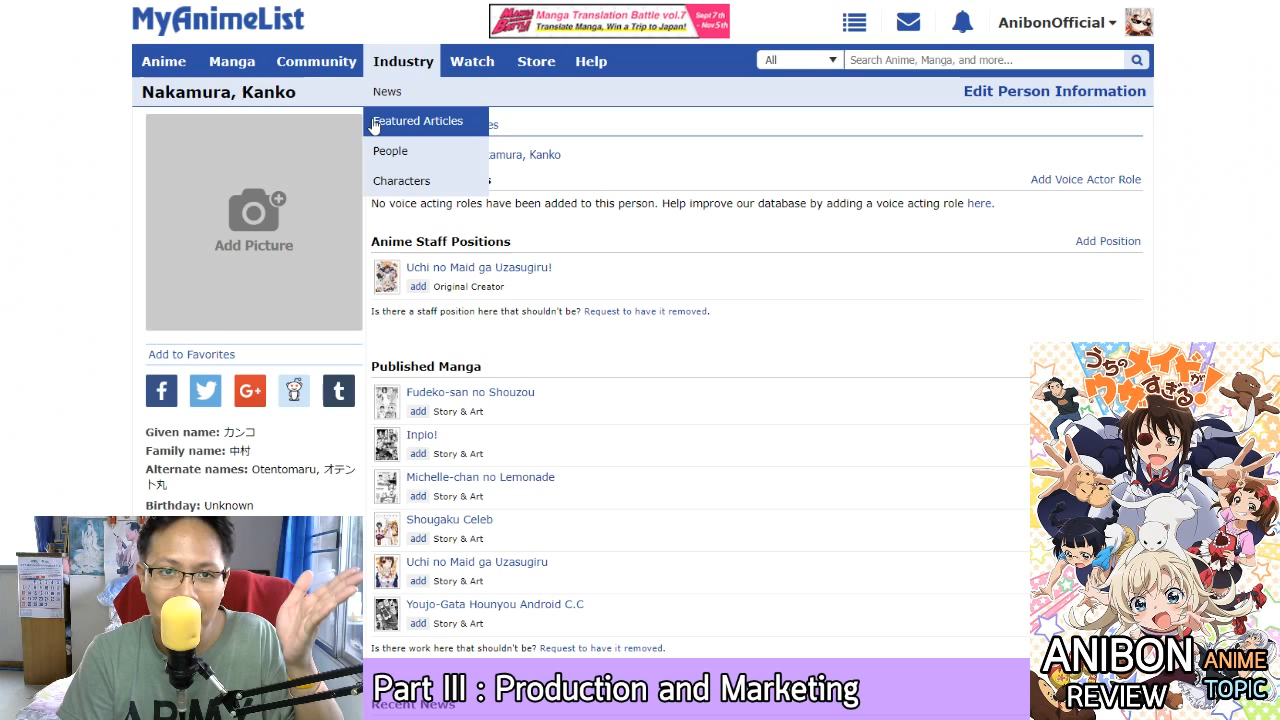 MyAnimeList
Manga Translation Battle vol.7
Translate Manga, Win a Trip to Japan!
Sept 7th -
Nov 5th
AnibonOfficial
Anime Manga Community Industry Watch Store Help
All
Search Anime, Manga, and more...
Nakamura, Kanko
News
Edit Person Information
Featured Articles
es
People
amura, Kanko
Characters
s
Add Voice Actor Role
No voice acting roles have been added to this person. Help improve our database by adding a voice acting role here.
Add Picture
Anime Staff Positions
Add Position
Uchi no Maid ga Uzasugiru!
add Original Creator
Is there a staff position here that shouldn't be? Request to have it removed.
Add to Favorites
f
G+
t
Published Manga
Fudeko-san no Shouzou
add Story & Art
Inpio!
add Story & Art
Michelle-chan no Lemonade
add Story & Art
Shougaku Celeb
add Story & Art
Uchi no Maid ga Uzasugiru
add Story & Art
Youjo-Gata Hounyou Android C.C
add Story & Art
Is there work here that shouldn't be? Request to have it removed.
Given name: カンコ
Family name: 中村
Alternate names: Otentomaru, オテン
ト丸
Birthday: Unknown
うちのメイドが
ウザすぎる!
ARMY
Part III : Production and Marketing
Recent News
ANIBON
REVIEW
ANIME
TOPIC